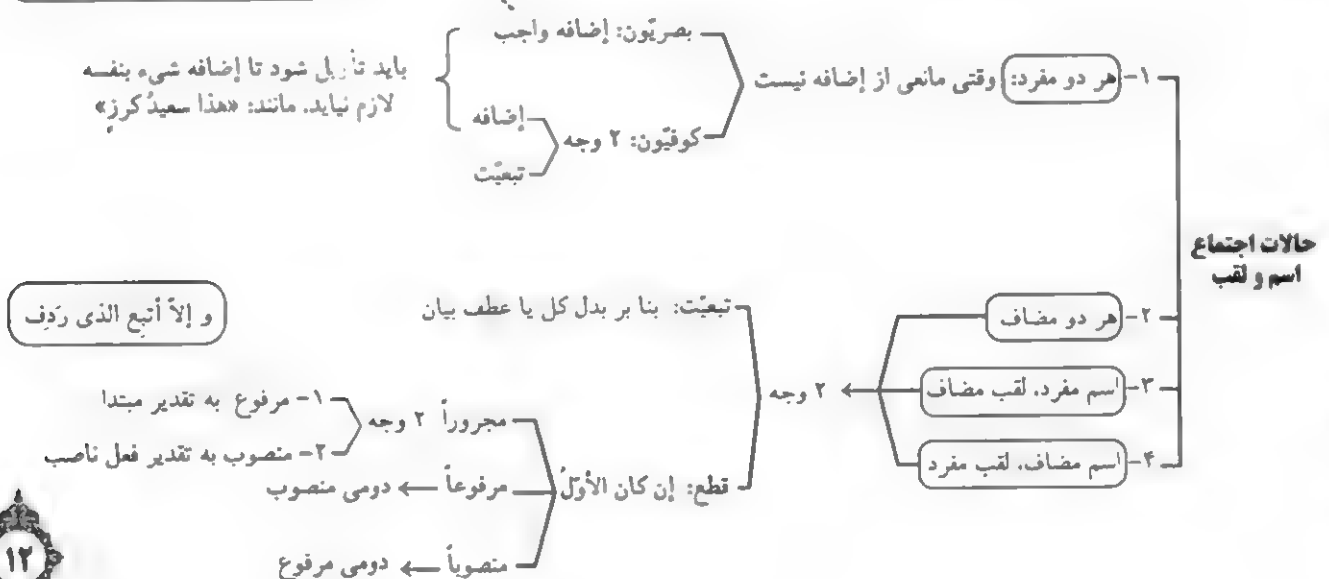 حالات اجتماع
اسم و لقب
۱- هر دو مفرد: وقتی مانعی از إضافه نیست
بصریّون: إضافه واجب
کوفیّون: ۲ وجه
إضافه
تبعیّت
باید تأویل شود تا إضافه شیء بنفسه
لازم نیاید. مانند: «هذا سعیدُ کرزٍ»
۲- هر دو مضاف
۳- اسم مفرد، لقب مضاف
۴- اسم مضاف، لقب مفرد
۲ وجه
تبعیّت: بنا بر بدل کل یا عطف بیان
و إلاّ أتبِع الذی رَدِف
قطع: إن کان الأوّلُ
مجروراً ۲ وجه
۱- مرفوع به تقدیر مبتدا
۲- منصوب به تقدیر فعل ناصب
مرفوعاً ← دومی منصوب
منصوباً ← دومی مرفوع
۱۲